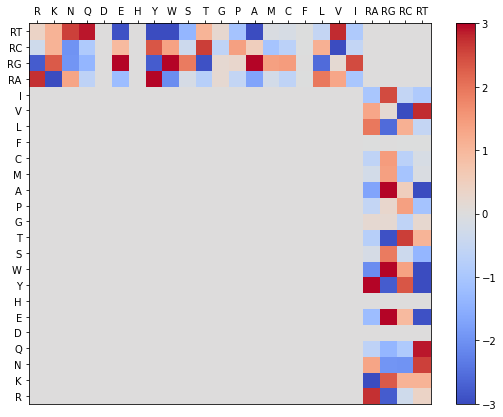 R K N Q D E H Y W S T G P A M C F L V I RA RG RC RT
RT
RC
RG
RA
I
V
L
F
C
M
A
P
G
T
S
W
Y
H
E
D
Q
N
K
R
3
2
1
0
−1
−2
−3